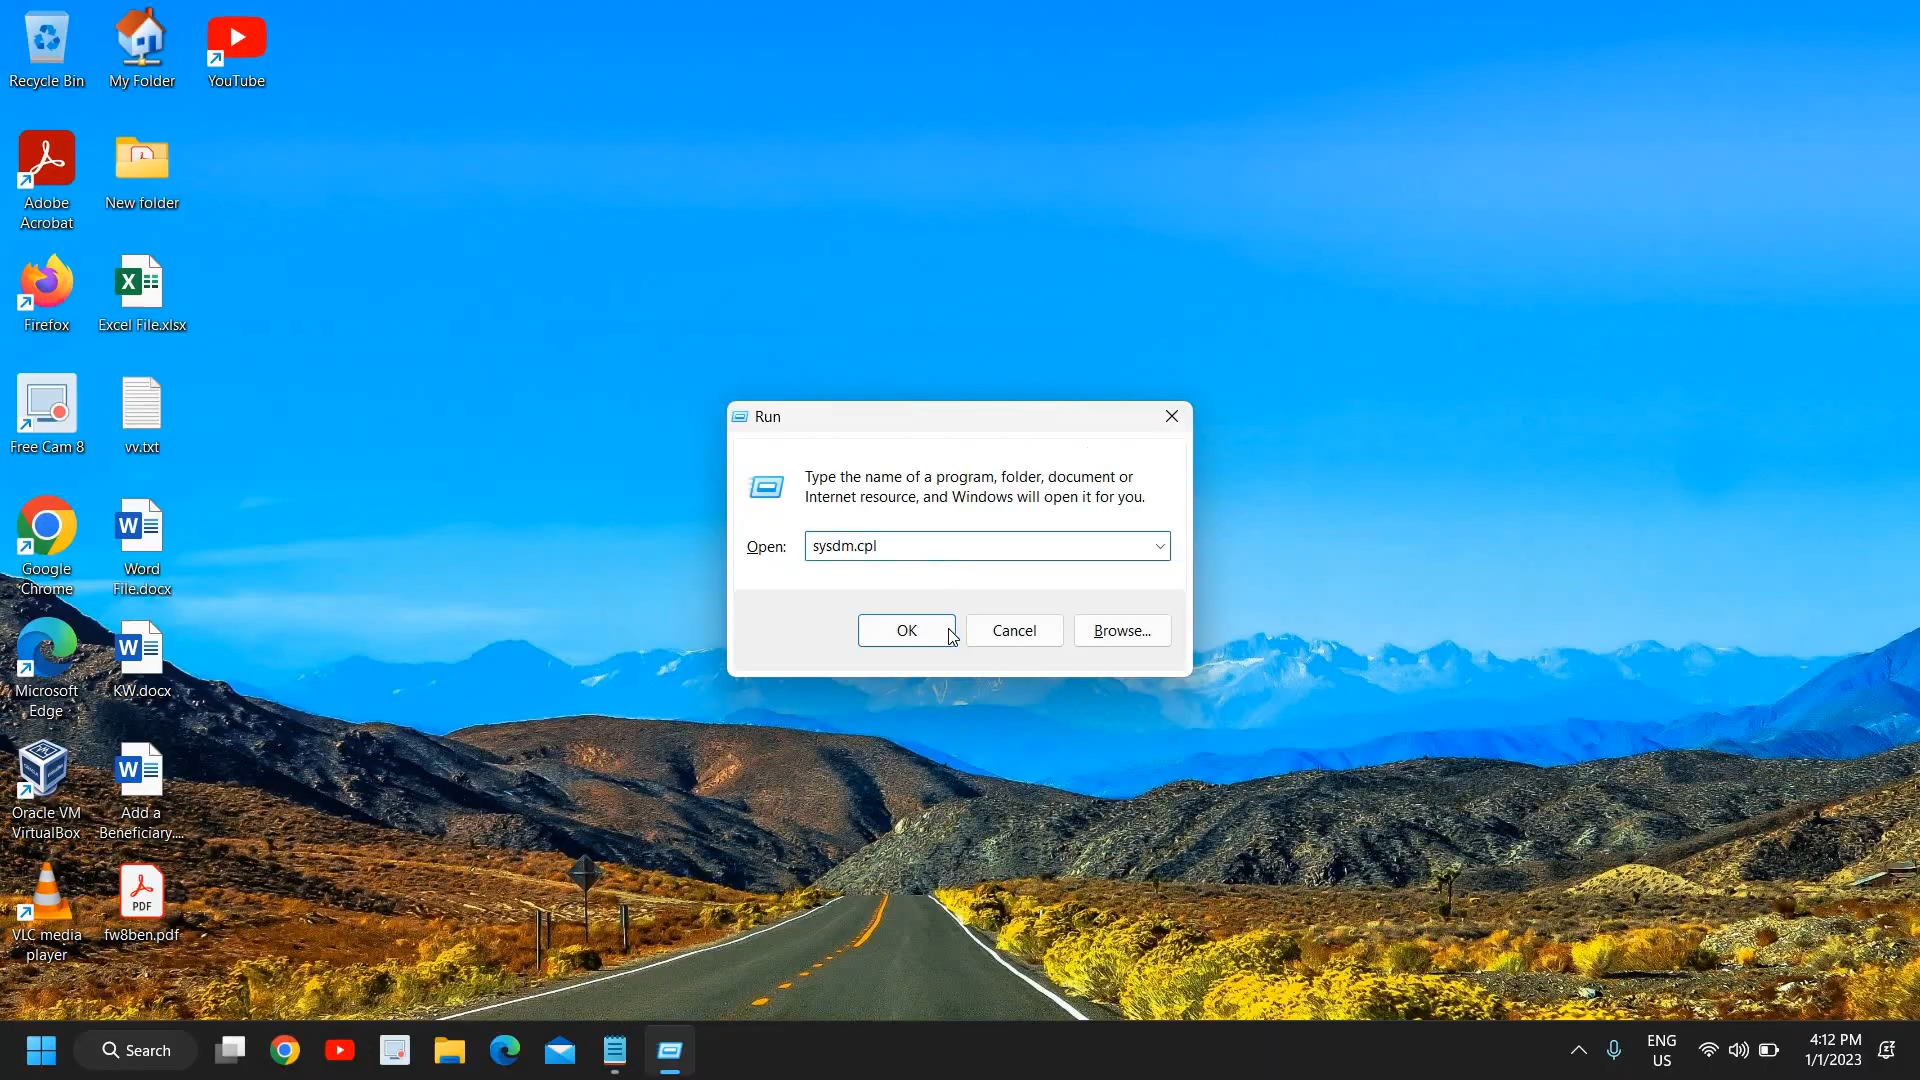 Recycle Bin
My Folder
YouTube
Adobe
Acrobat
New folder
Firefox
Excel File.xlsx
Free Cam 8
vv.txt
Google
Chrome
Word
File.docx
Microsoft
Edge
KW.docx
Oracle VM
VirtualBox
Add a
Beneficiary....
VLC media
player
PDF
fw8ben.pdf
Run
Type the name of a program, folder, document or
Internet resource, and Windows will open it for you.
Open: sysdm.cpl
OK Cancel Browse...
Search
ENG
US
4:12 PM
1/1/2023